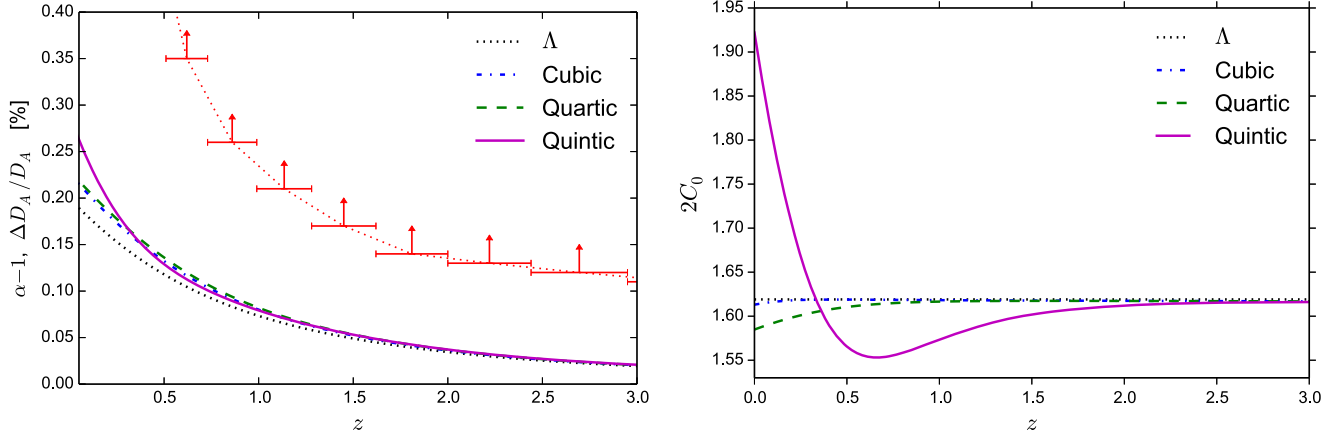 0.40
0.35
0.30
0.25
0.20
0.15
0.10
0.05
0.00
α−1, ΔD_A/D_A [%]
Λ
Cubic
Quartic
Quintic
0.5 1.0 1.5 2.0 2.5 3.0
z
1.95
1.90
1.85
1.80
1.75
1.70
1.65
1.60
1.55
2C_0
Λ
Cubic
Quartic
Quintic
0.0 0.5 1.0 1.5 2.0 2.5 3.0
z